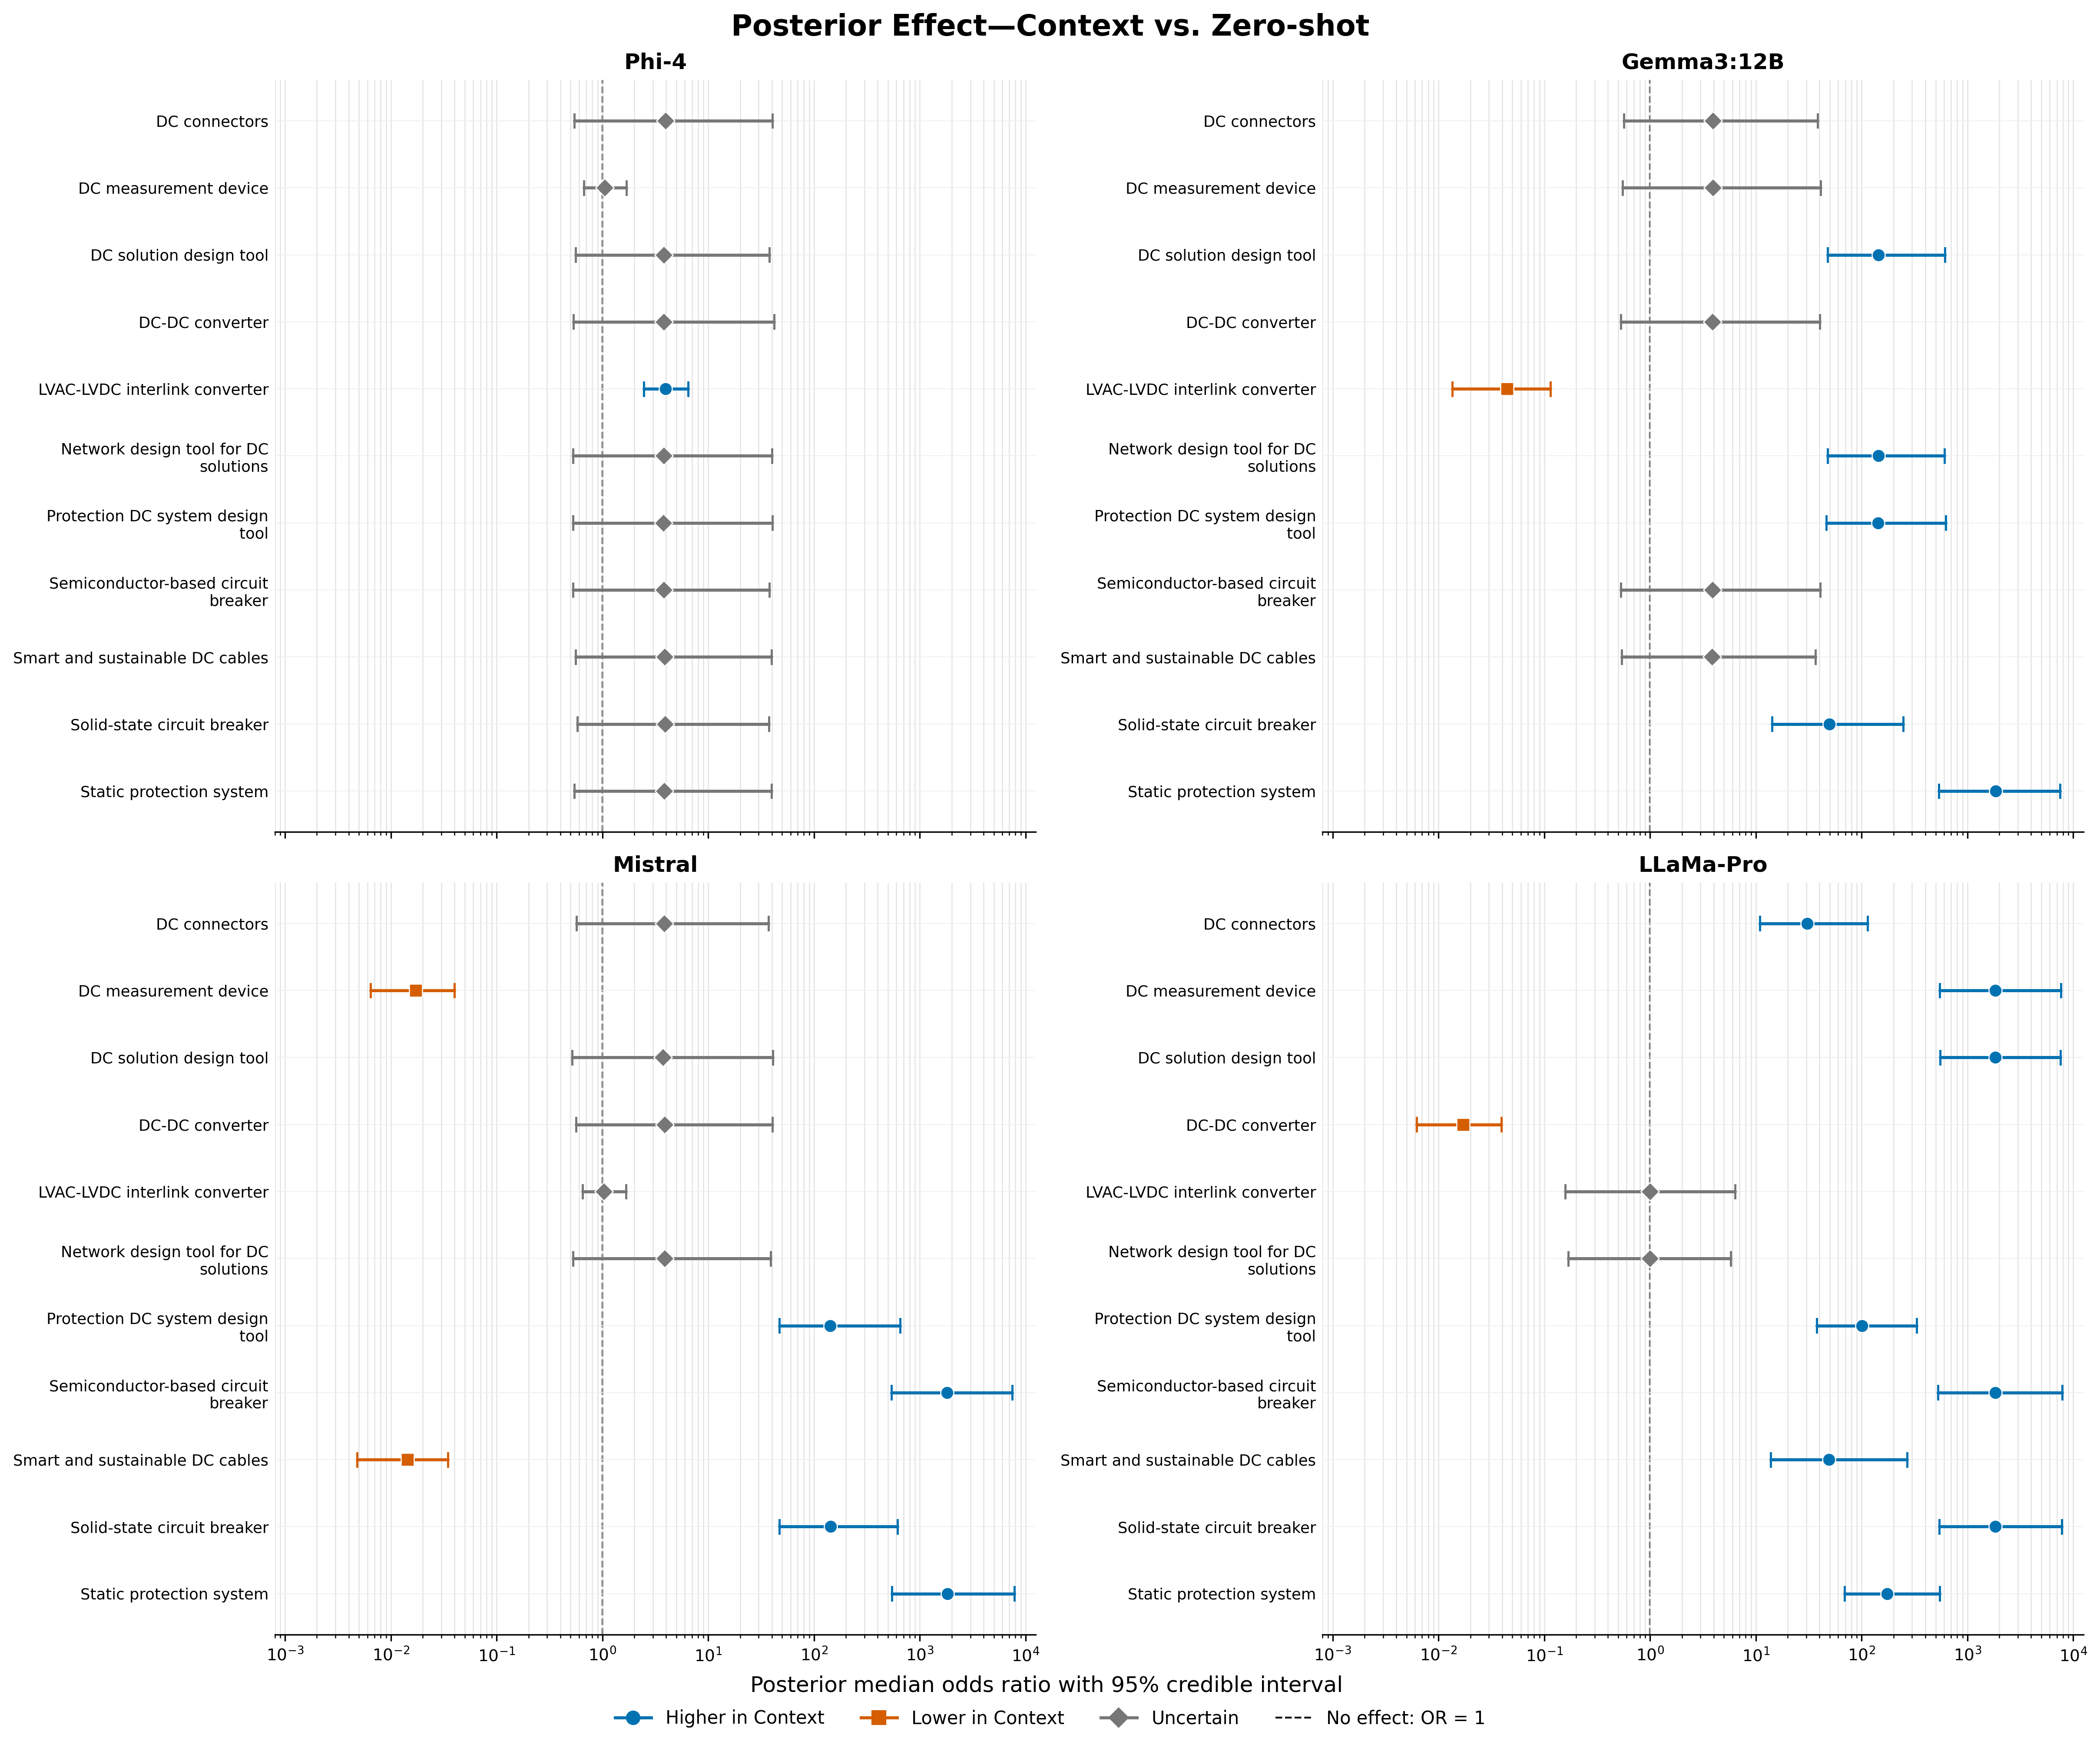 Posterior Effect—Context vs. Zero-shot
Phi-4
DC connectors
DC measurement device
DC solution design tool
DC-DC converter
LVAC-LVDC interlink converter
Network design tool for DC
solutions
Protection DC system design
tool
Semiconductor-based circuit
breaker
Smart and sustainable DC cables
Solid-state circuit breaker
Static protection system
Gemma3:12B
DC connectors
DC measurement device
DC solution design tool
DC-DC converter
LVAC-LVDC interlink converter
Network design tool for DC
solutions
Protection DC system design
tool
Semiconductor-based circuit
breaker
Smart and sustainable DC cables
Solid-state circuit breaker
Static protection system
Mistral
DC connectors
DC measurement device
DC solution design tool
DC-DC converter
LVAC-LVDC interlink converter
Network design tool for DC
solutions
Protection DC system design
tool
Semiconductor-based circuit
breaker
Smart and sustainable DC cables
Solid-state circuit breaker
Static protection system
10⁻³ 10⁻² 10⁻¹ 10⁰ 10¹ 10² 10³ 10⁴
LLaMa-Pro
DC connectors
DC measurement device
DC solution design tool
DC-DC converter
LVAC-LVDC interlink converter
Network design tool for DC
solutions
Protection DC system design
tool
Semiconductor-based circuit
breaker
Smart and sustainable DC cables
Solid-state circuit breaker
Static protection system
10⁻³ 10⁻² 10⁻¹ 10⁰ 10¹ 10² 10³ 10⁴
Posterior median odds ratio with 95% credible interval
Higher in Context Lower in Context Uncertain No effect: OR = 1